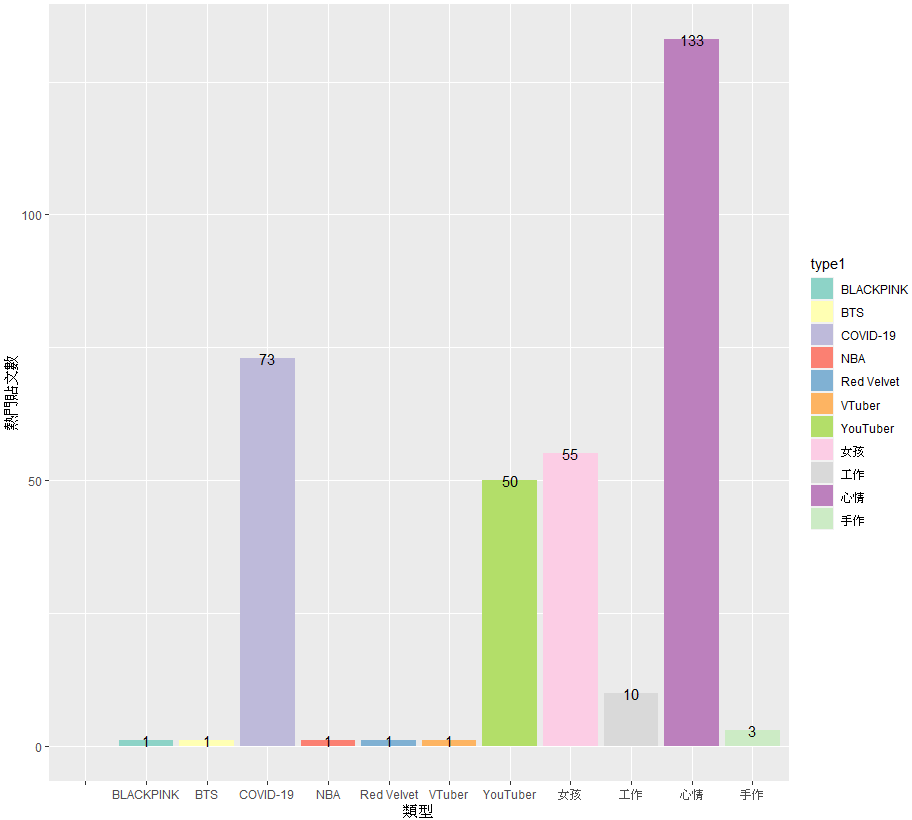 133
100
73
55
50
50
10
3
1
1
1
1
1
0
熱門貼文數
BLACKPINK BTS COVID-19 NBA Red Velvet VTuber YouTuber 女孩 工作 心情 手作
類型
type1
BLACKPINK
BTS
COVID-19
NBA
Red Velvet
VTuber
YouTuber
女孩
工作
心情
手作